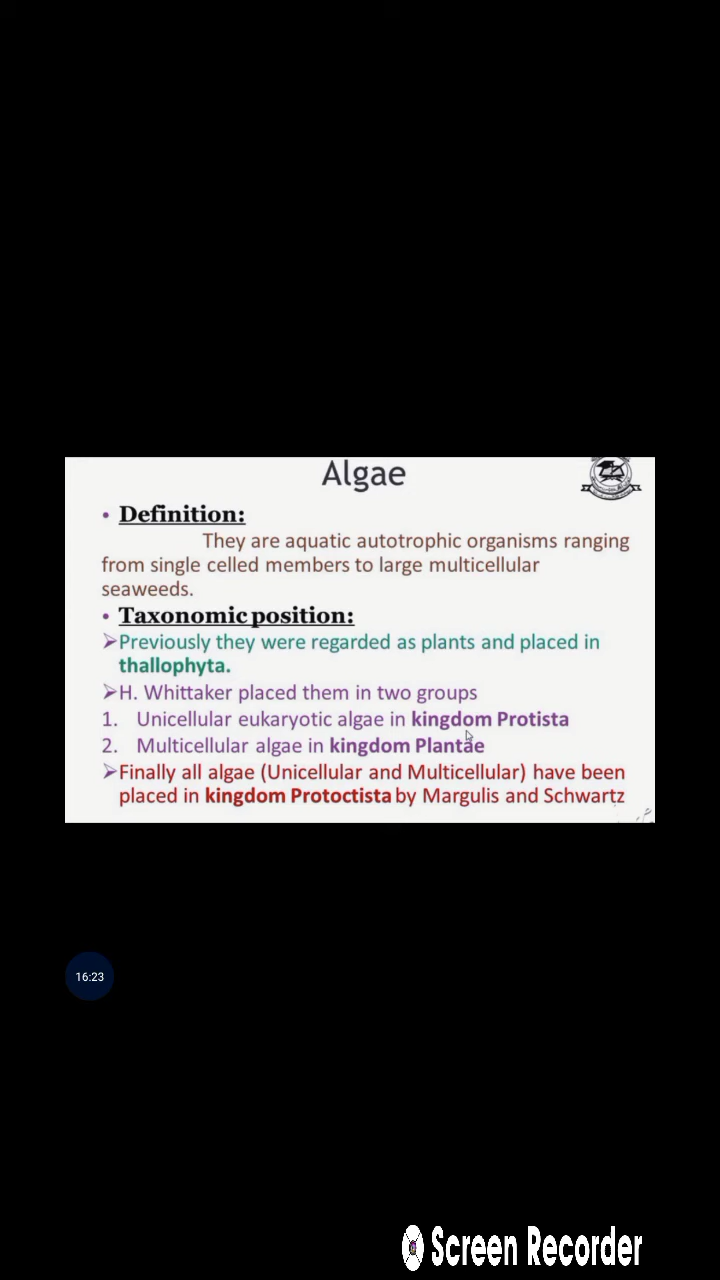 Algae
• Definition:
They are aquatic autotrophic organisms ranging
from single celled members to large multicellular
seaweeds.
• Taxonomic position:
➢Previously they were regarded as plants and placed in
thallophyta.
➢H. Whittaker placed them in two groups
1. Unicellular eukaryotic algae in kingdom Protista
2. Multicellular algae in kingdom Plantae
➢Finally all algae (Unicellular and Multicellular) have been
placed in kingdom Protoctista by Margulis and Schwartz
16:23
Screen Recorder